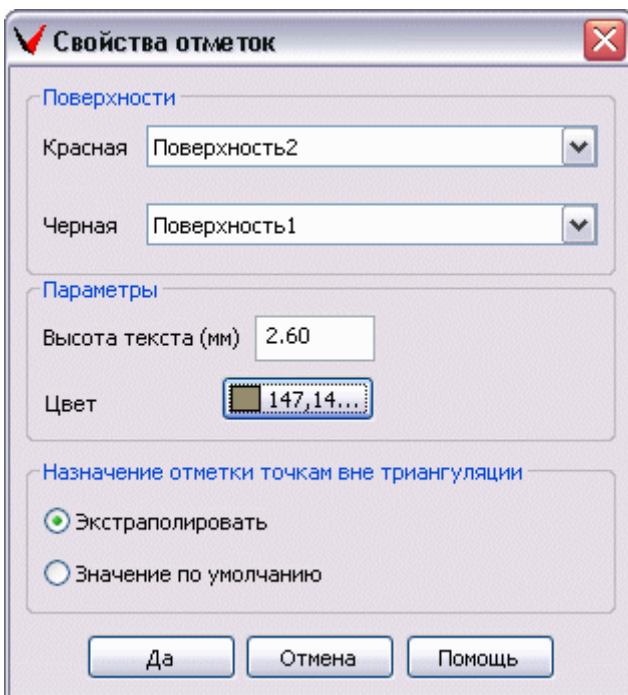 Свойства отметок
Поверхности
Красная Поверхность2
Черная Поверхность1
Параметры
Высота текста (мм) 2.60
Цвет 147,14...
Назначение отметки точкам вне триангуляции
Экстраполировать
Значение по умолчанию
Да Отмена Помощь